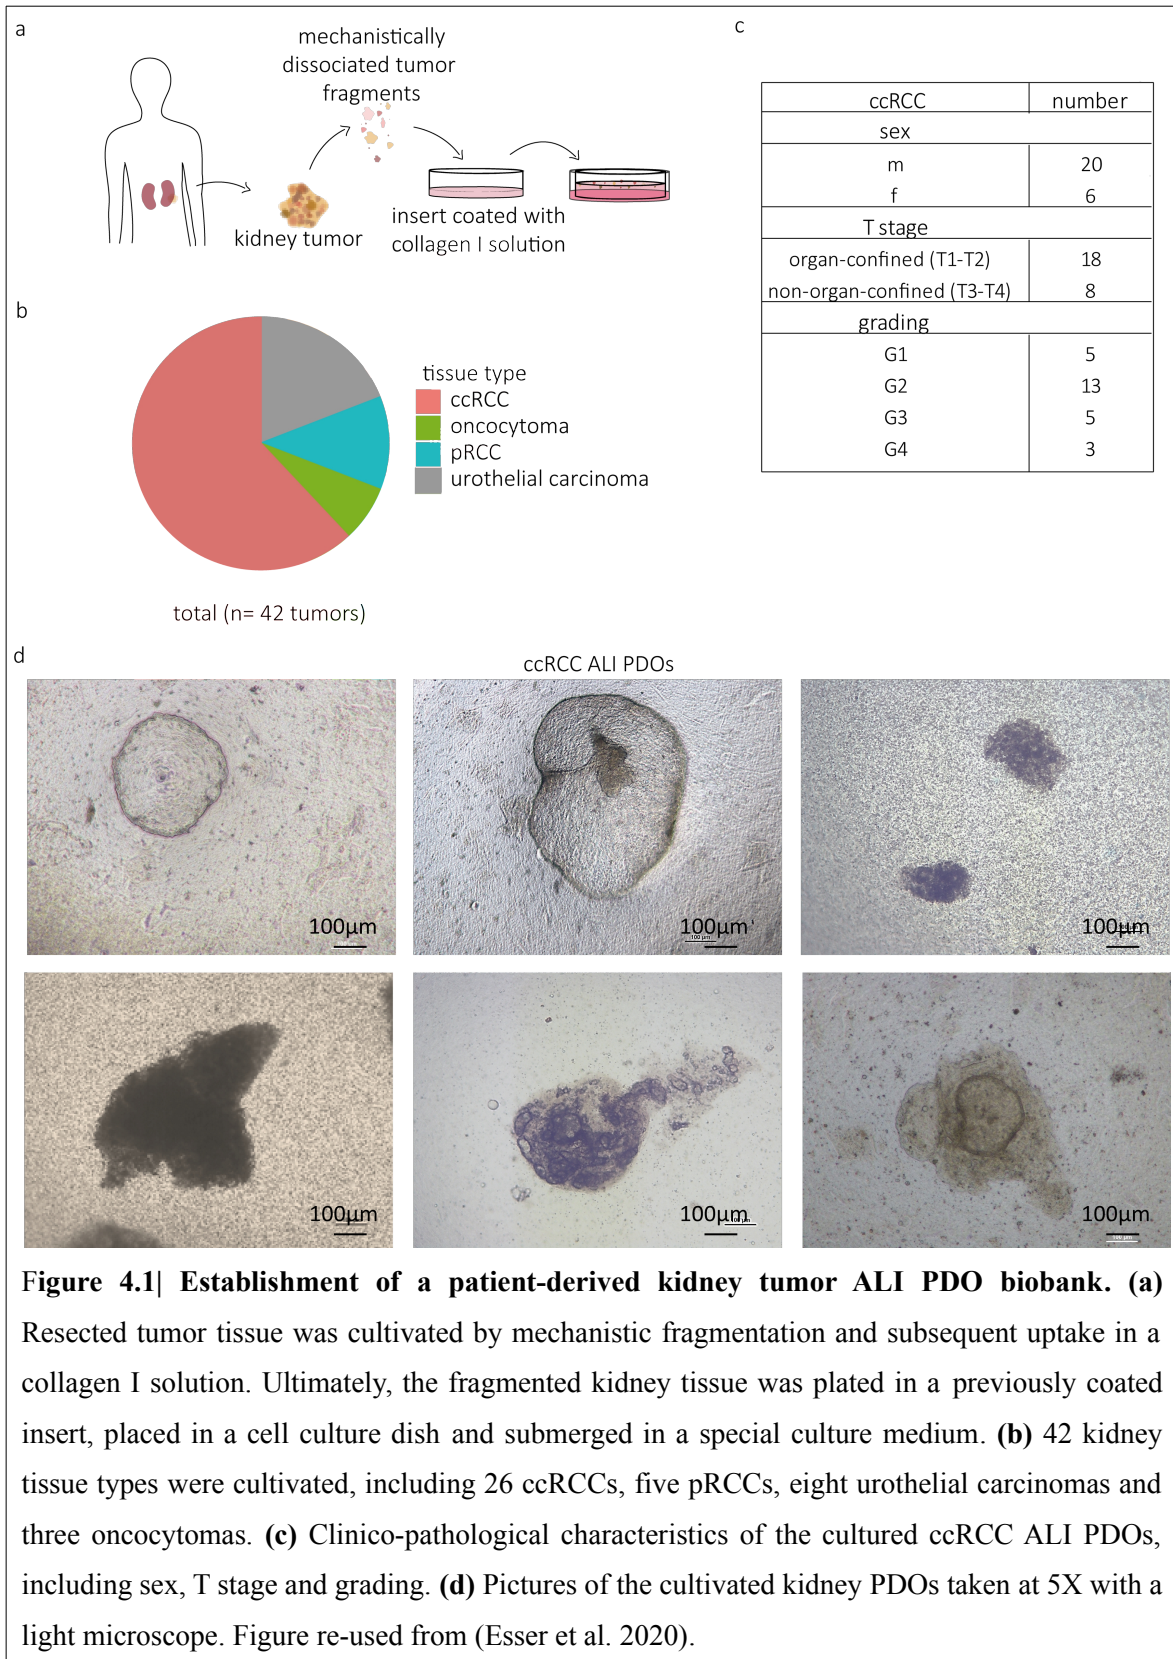 a
mechanistically
dissociated tumor
fragments
kidney tumor
insert coated with
collagen I solution
b
tissue type
ccRCC
oncocytoma
pRCC
urothelial carcinoma
total (n= 42 tumors)
c
ccRCC number
sex
m 20
f 6
T stage
organ-confined (T1-T2) 18
non-organ-confined (T3-T4) 8
grading
G1 5
G2 13
G3 5
G4 3
d
ccRCC ALI PDOs
100µm
100µm
100 µm
100µm
100µm
100µm
100 µm
100µm
100 µm
Figure 4.1| Establishment of a patient-derived kidney tumor ALI PDO biobank. (a)
Resected tumor tissue was cultivated by mechanistic fragmentation and subsequent uptake in a
collagen I solution. Ultimately, the fragmented kidney tissue was plated in a previously coated
insert, placed in a cell culture dish and submerged in a special culture medium. (b) 42 kidney
tissue types were cultivated, including 26 ccRCCs, five pRCCs, eight urothelial carcinomas and
three oncocytomas. (c) Clinico-pathological characteristics of the cultured ccRCC ALI PDOs,
including sex, T stage and grading. (d) Pictures of the cultivated kidney PDOs taken at 5X with a
light microscope. Figure re-used from (Esser et al. 2020).